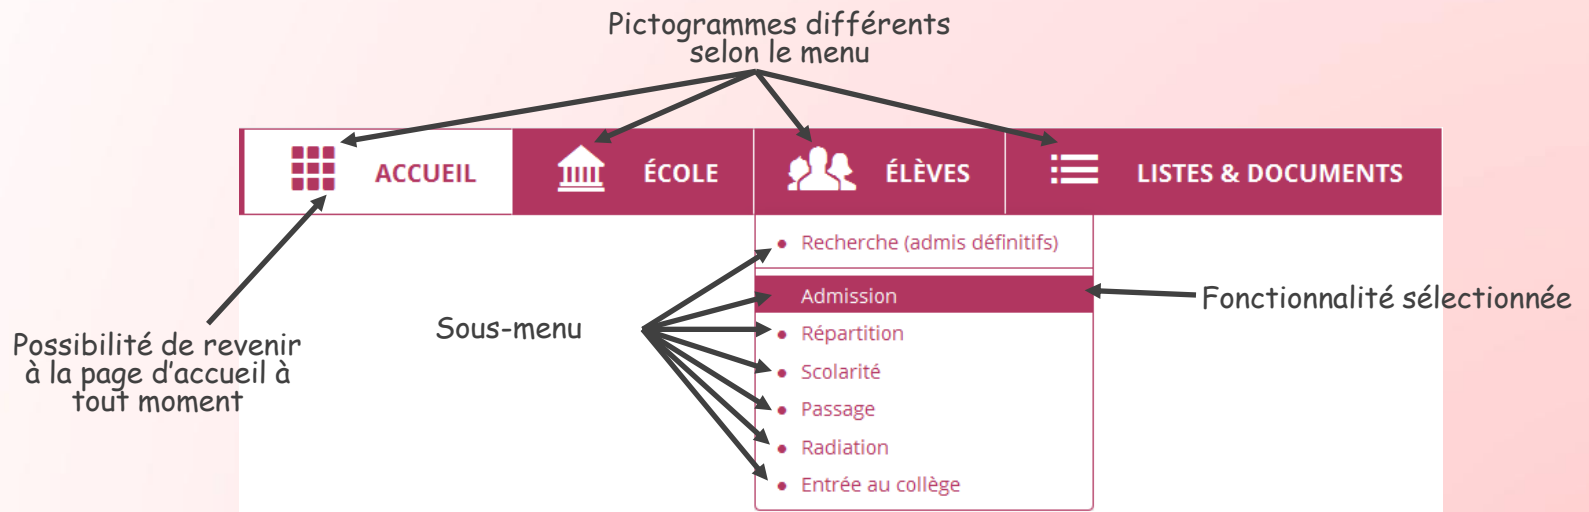 Pictogrammes différents
selon le menu
ACCUEIL
ÉCOLE
ÉLÈVES
LISTES & DOCUMENTS
Recherche (admis définitifs)
Admission
Répartition
Scolarité
Passage
Radiation
Entrée au collège
Fonctionnalité sélectionnée
Sous-menu
Possibilité de revenir
à la page d'accueil à
tout moment